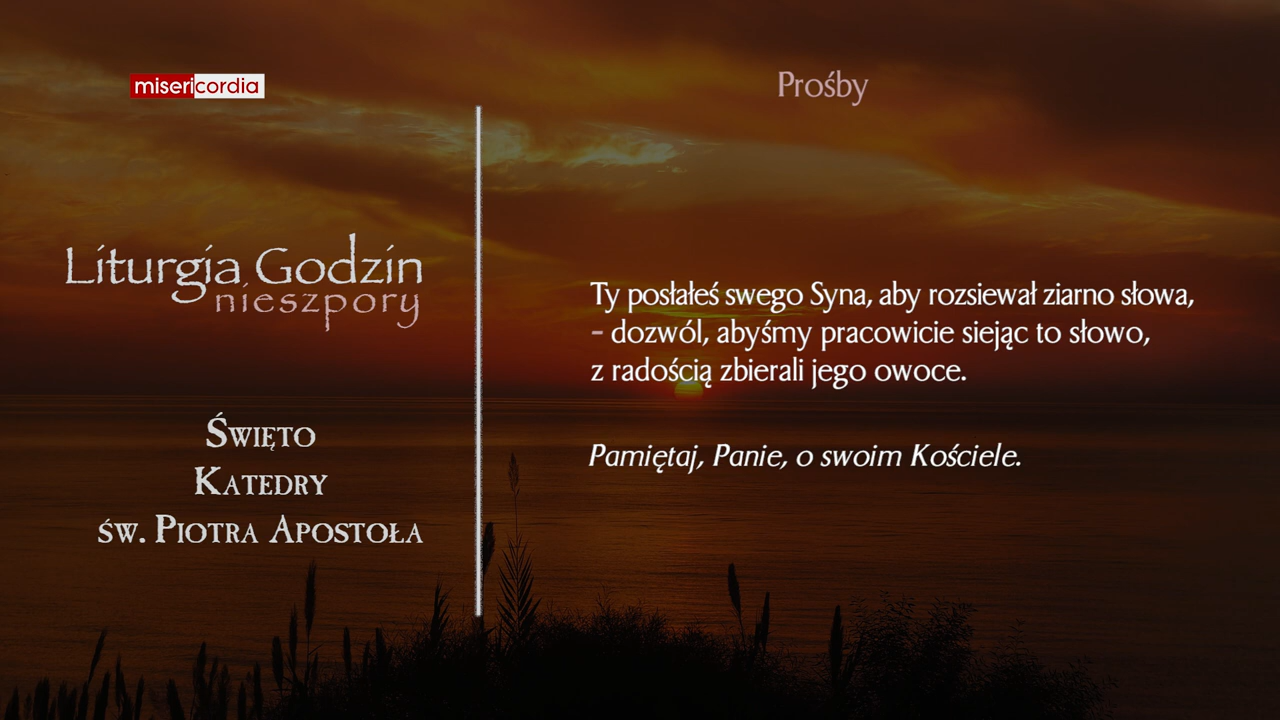 misericordia
Liturgia Godzin
nieszpory
Święto
Katedry
św. Piotra Apostoła
Prośby
Ty posłałeś swego Syna, aby rozsiewał ziarno słowa,
- dozwól, abyśmy pracowicie siejąc to słowo,
z radością zbierali jego owoce.
Pamiętaj, Panie, o swoim Kościele.